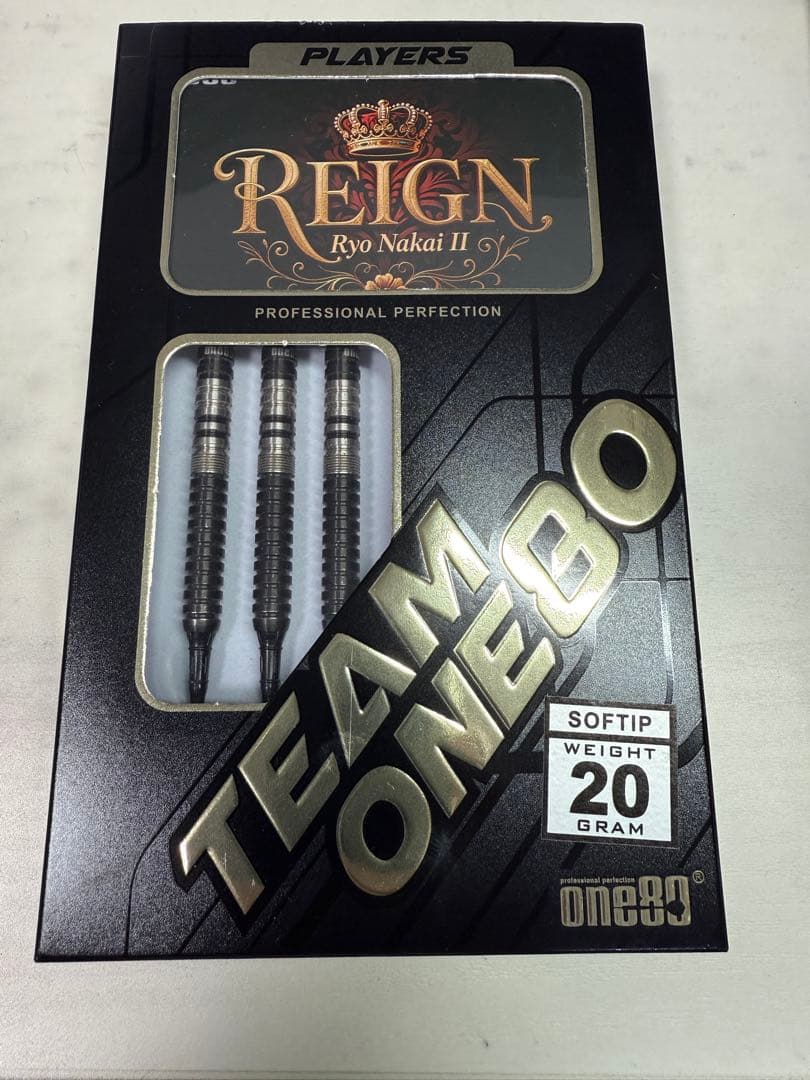 PLAYERS
REIGN
Ryo Nakai II
PROFESSIONAL PERFECTION
TEAM
ONE80
SOFTIP
WEIGHT
20
GRAM
professional perfection
one80®